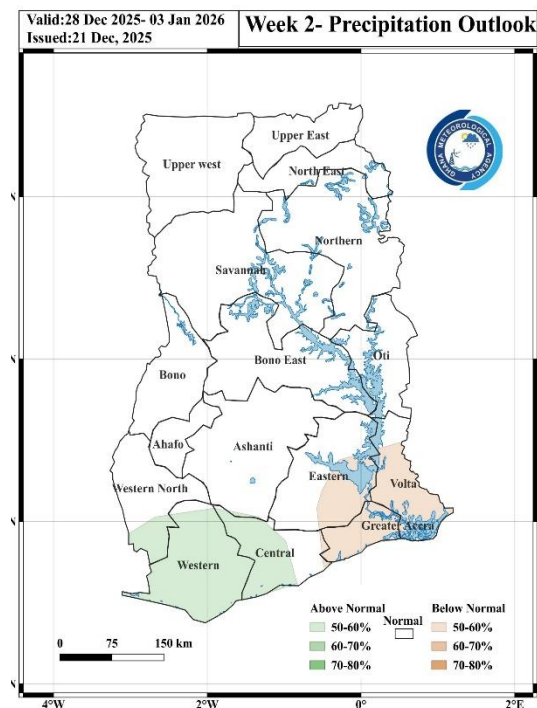 Valid:28 Dec 2025- 03 Jan 2026
Issued:21 Dec, 2025
Week 2- Precipitation Outlook
GHANA METEOROLOGICAL AGENCY
Upper East
Upper west
North East
Northern
Savannah
Oti
Bono East
Bono
Ahafo
Ashanti
Eastern
Volta
Western North
Greater Accra
Western
Central
Above Normal
50-60%
60-70%
70-80%
Normal
Below Normal
50-60%
60-70%
70-80%
0 75 150 km
4°W 2°W 0° 2°E